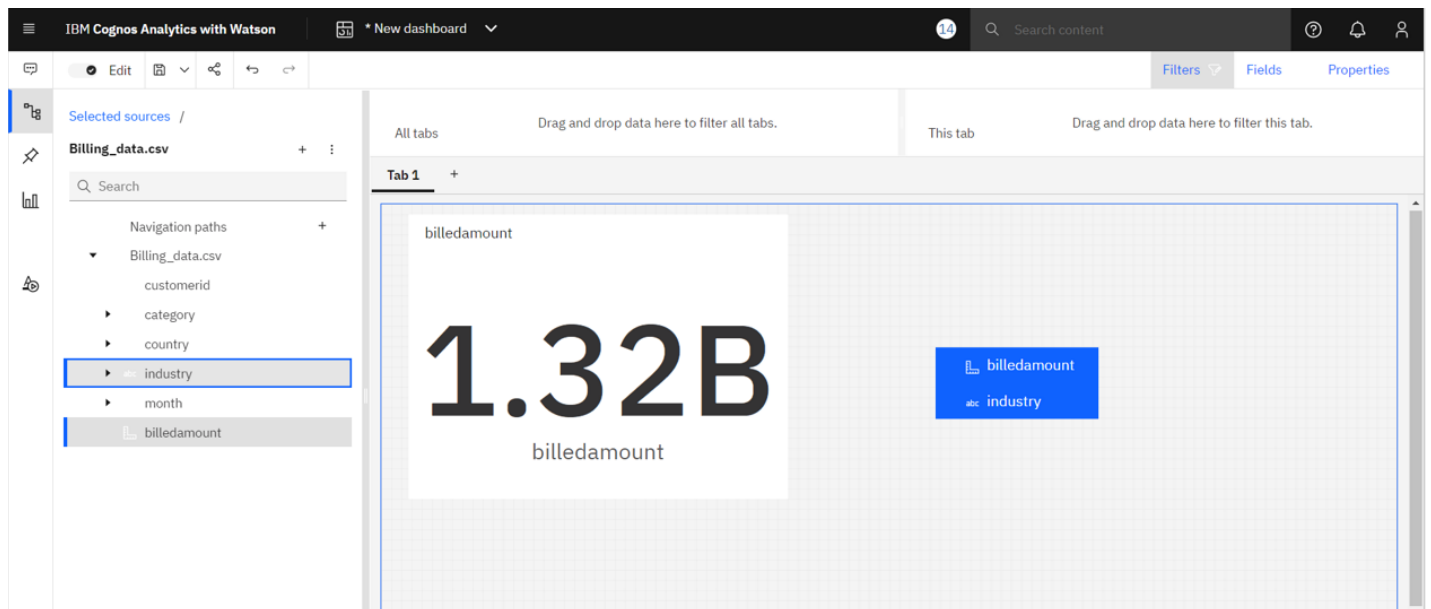 IBM Cognos Analytics with Watson
* New dashboard
14
Search content
Edit
Filters
Fields
Properties
Selected sources /
Billing_data.csv
Search
Navigation paths
Billing_data.csv
customerid
category
country
abc industry
month
billedamount
All tabs
Drag and drop data here to filter all tabs.
This tab
Drag and drop data here to filter this tab.
Tab 1
billedamount
1.32B
billedamount
billedamount
abc industry